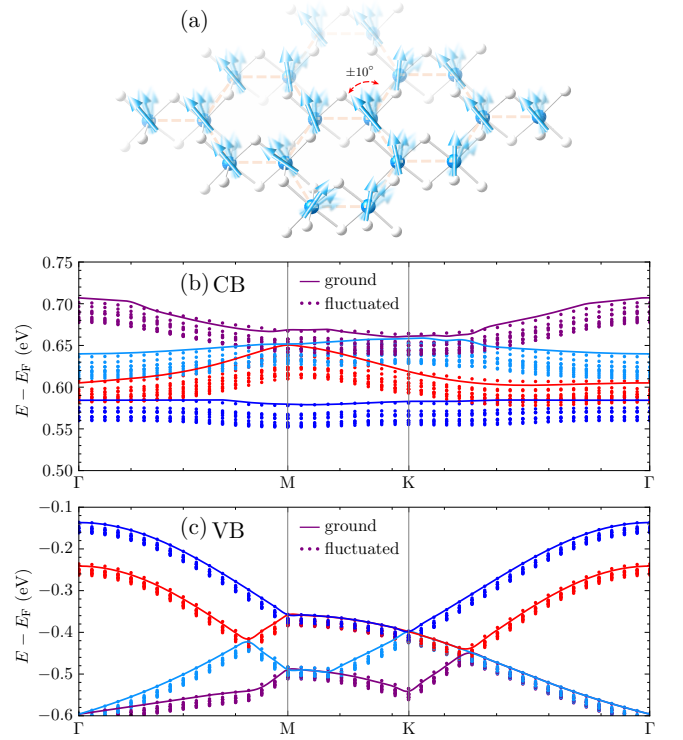 (a)
±10°
(b) CB
ground
fluctuated
E − E_F (eV)
0.75
0.70
0.65
0.60
0.55
0.50
Γ M K Γ
(c) VB
ground
fluctuated
E − E_F (eV)
−0.1
−0.2
−0.3
−0.4
−0.5
−0.6
Γ M K Γ